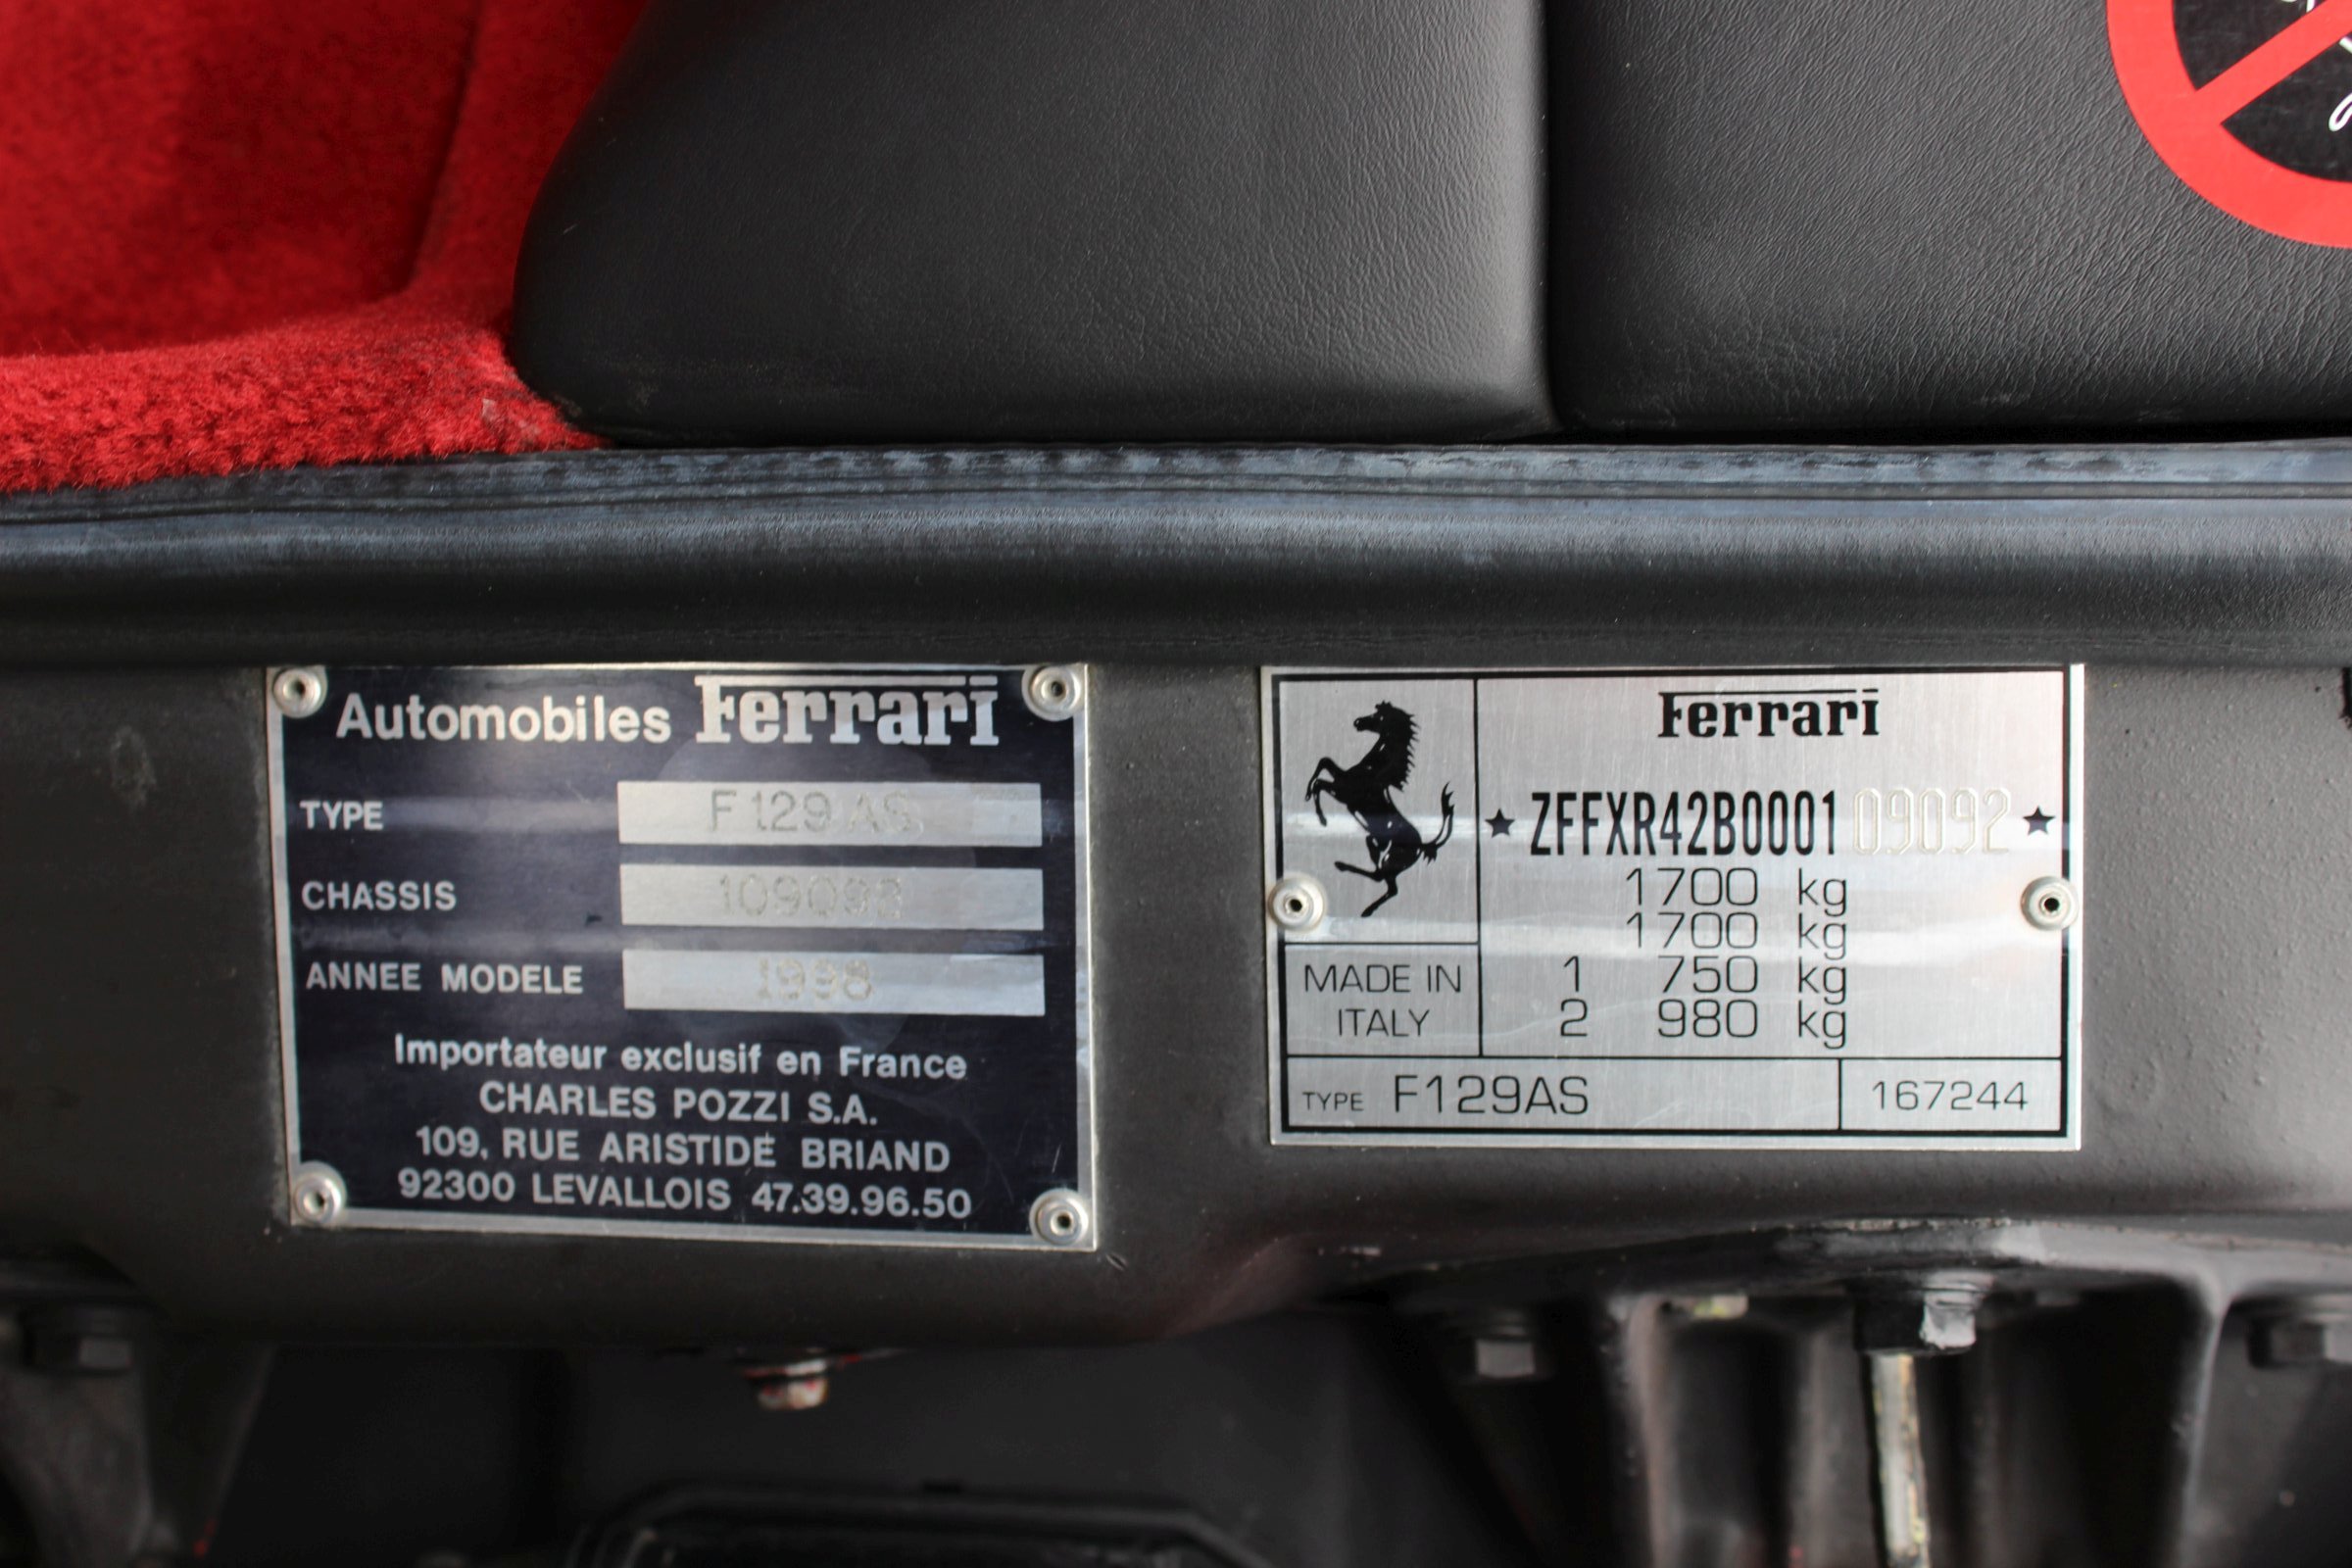 Automobiles Ferrari
TYPE F129 AS
CHASSIS 109092
ANNEE MODELE 1998
Importateur exclusif en France
CHARLES POZZI S.A.
109, RUE ARISTIDE BRIAND
92300 LEVALLOIS 47.39.96.50
Ferrari
★ ZFFXR42B000109092 ★
1700 kg
1700 kg
1 750 kg
2 980 kg
MADE IN
ITALY
TYPE F129AS
167244